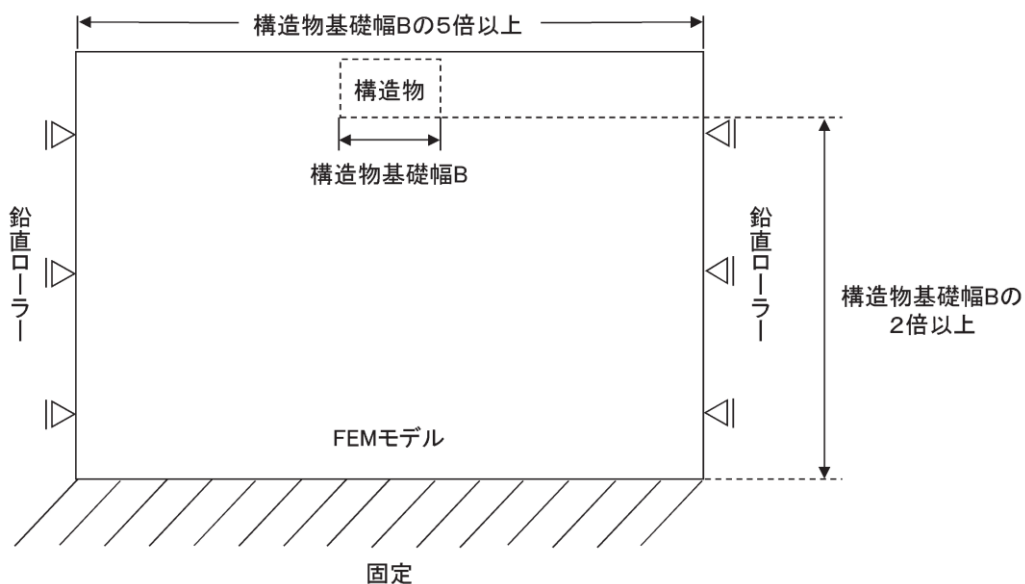 構造物基礎幅Bの5倍以上
構造物
構造物基礎幅B
鉛直ローラー
鉛直ローラー
構造物基礎幅Bの
2倍以上
FEMモデル
固定